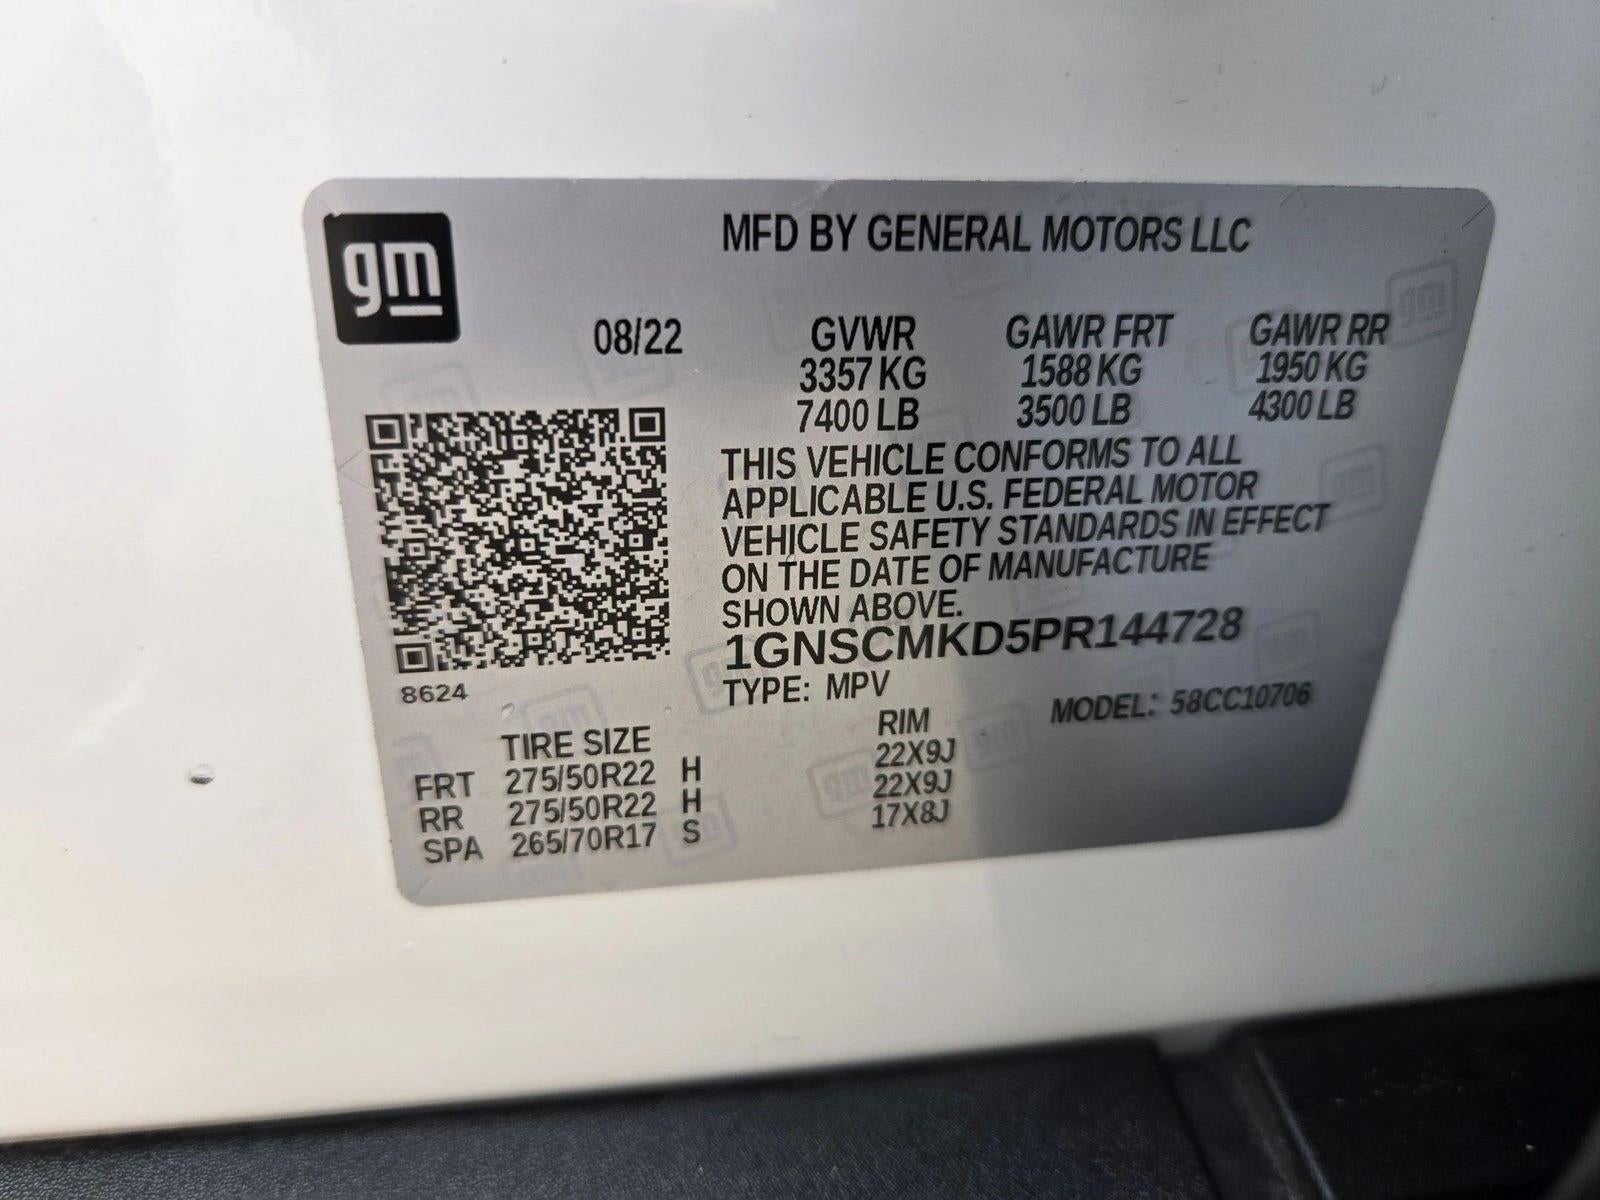 gm
MFD BY GENERAL MOTORS LLC
08/22 GVWR GAWR FRT GAWR RR
3357 KG 1588 KG 1950 KG
7400 LB 3500 LB 4300 LB
THIS VEHICLE CONFORMS TO ALL
APPLICABLE U.S. FEDERAL MOTOR
VEHICLE SAFETY STANDARDS IN EFFECT
ON THE DATE OF MANUFACTURE
SHOWN ABOVE.
1GNSCMKD5PR144728
8624
TYPE: MPV MODEL: 58CC10706
TIRE SIZE RIM
FRT 275/50R22 H 22X9J
RR 275/50R22 H 22X9J
SPA 265/70R17 S 17X8J